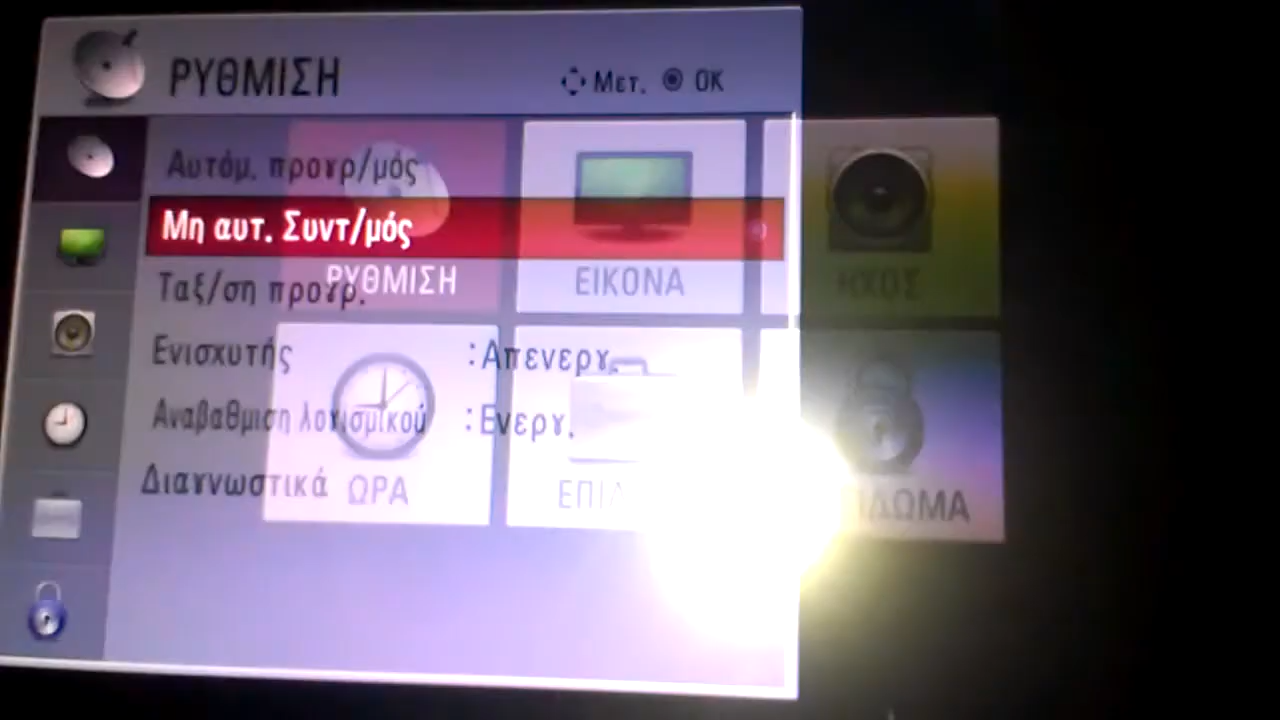 ΡΥΘΜΙΣΗ
Μετ. OK
Αυτόμ. προγρ/μός
Μη αυτ. Συντ/μός
Ταξ/ση προγρ.
Ενισχυτής :Απενεργ.
Αναβαθμιση λογισμικού :Ενεργ.
Διαγνωστικά
ΡΥΘΜΙΣΗ
ΕΙΚΟΝΑ
ΗΧΟΣ
ΩΡΑ